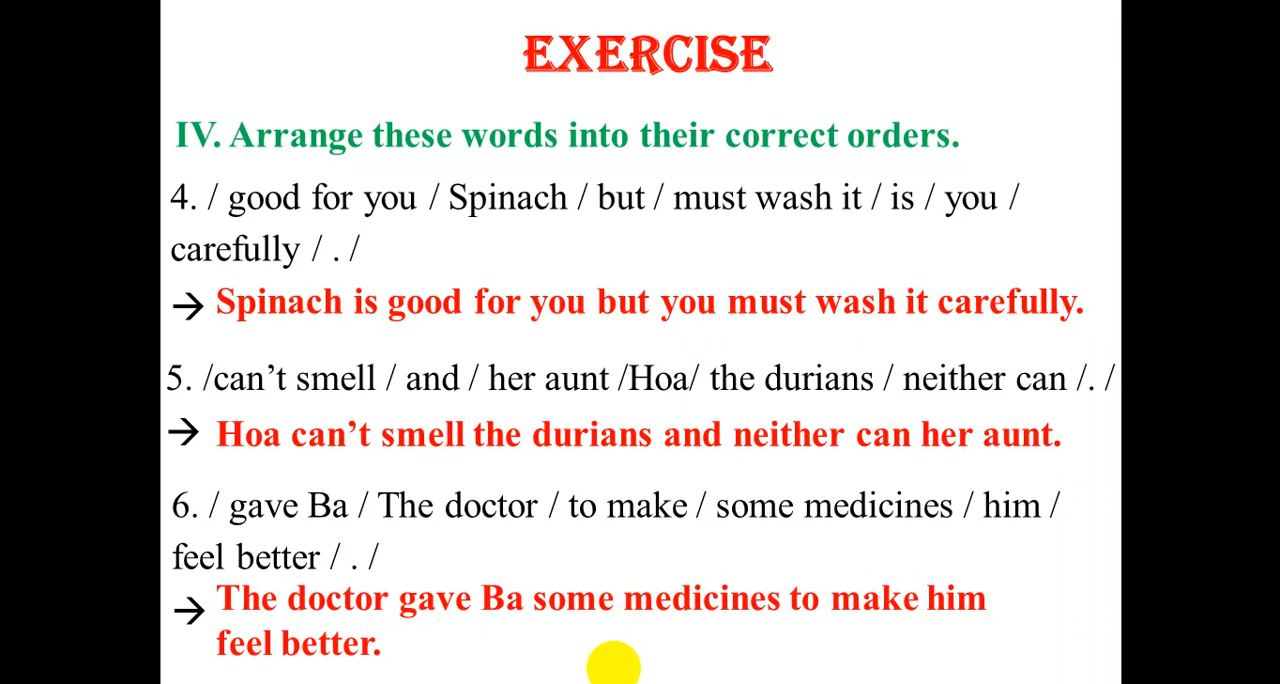 EXERCISE
IV. Arrange these words into their correct orders.
4. / good for you / Spinach / but / must wash it / is / you /
carefully / . /
→ Spinach is good for you but you must wash it carefully.
5. /can’t smell / and / her aunt /Hoa/ the durians / neither can /. /
→ Hoa can’t smell the durians and neither can her aunt.
6. / gave Ba / The doctor / to make / some medicines / him /
feel better / . /
→ The doctor gave Ba some medicines to make him
feel better.